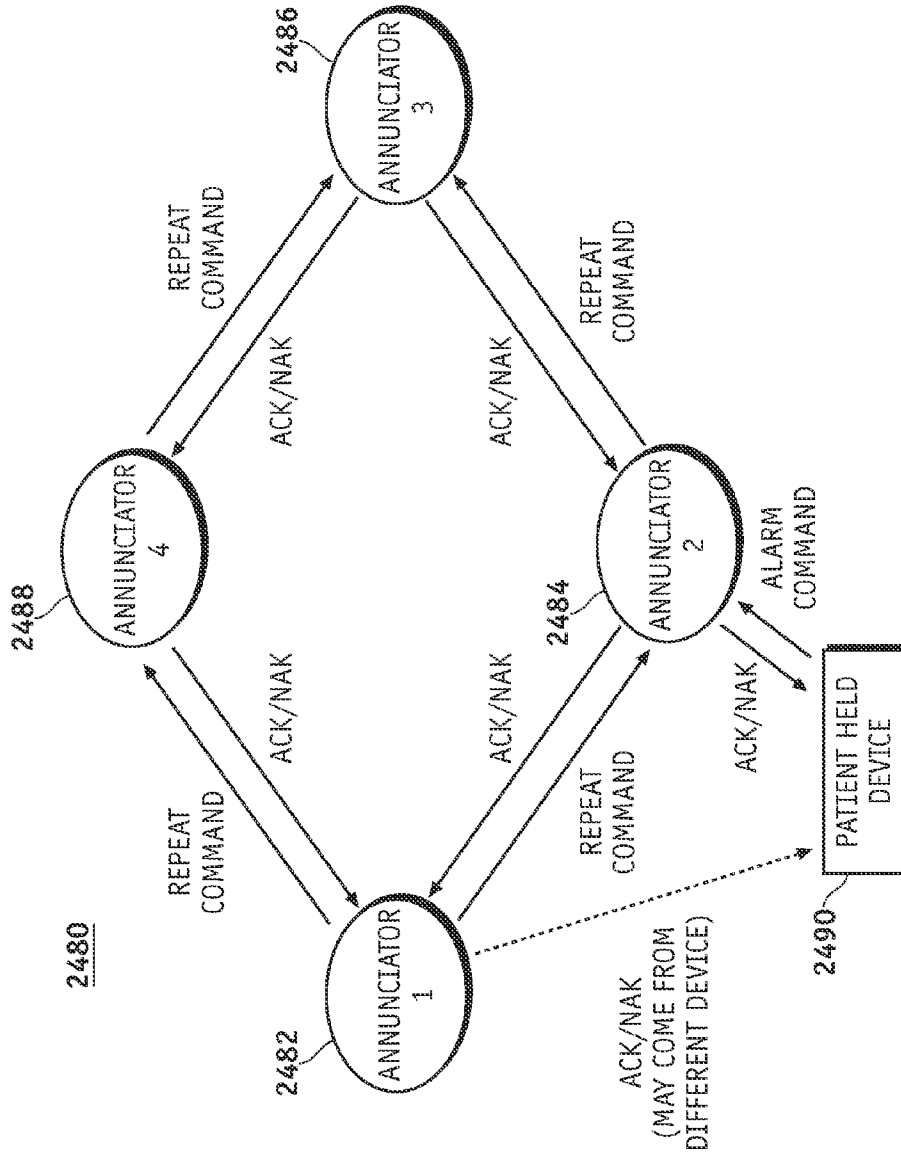 2480
2482
ANNUNCIATOR
1
2488
ANNUNCIATOR
4
2486
ANNUNCIATOR
3
2484
ANNUNCIATOR
2
REPEAT
COMMAND
ACK/NAK
REPEAT
COMMAND
ACK/NAK
ACK/NAK
REPEAT
COMMAND
ACK/NAK
REPEAT
COMMAND
ALARM
COMMAND
ACK/NAK
ACK/NAK
(MAY COME FROM
DIFFERENT DEVICE)
PATIENT HELD
DEVICE
2490